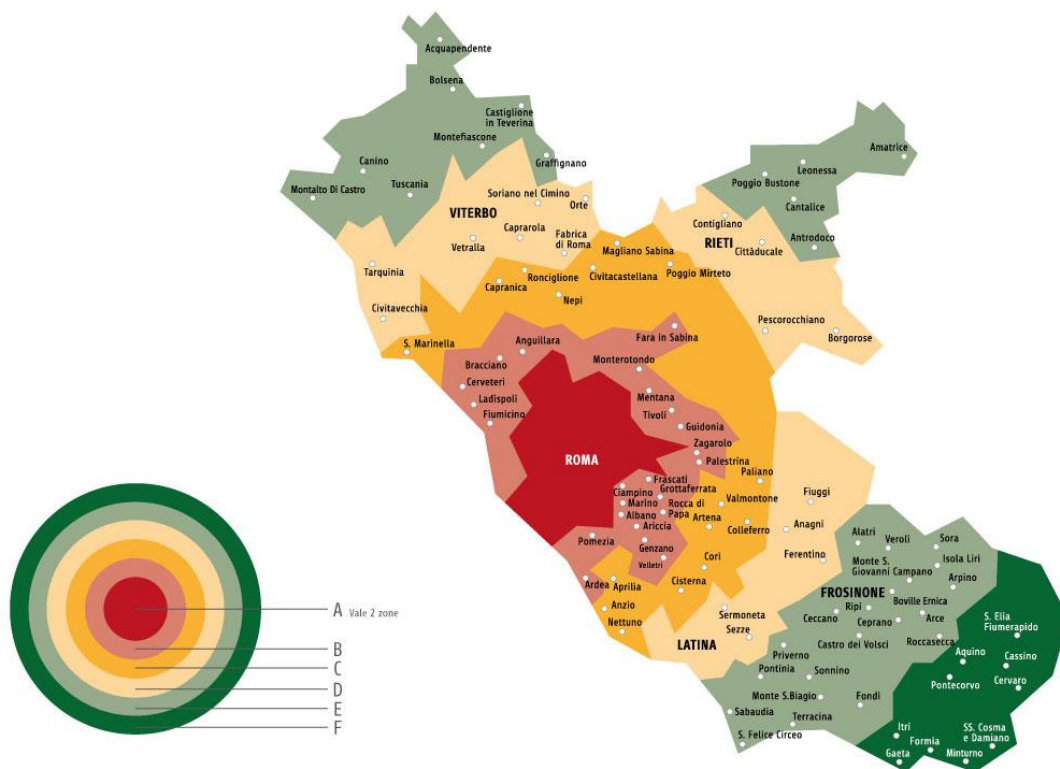 Acquapendente
Bolsena
Castiglione
in Teverina
Montefiascone
Graffignano
Canino
Tuscania
Montalto Di Castro
Soriano nel Cimino
Orte
VITERBO
Caprarola
Vetralla
Fabrica
di Roma
Tarquinia
Civitavecchia
Amatrice
Leonessa
Poggio Bustone
Cantalice
Contigliano
RIETI
Cittàducale
Antrodoco
Magliano Sabina
Ronciglione
Civitacastellana
Poggio Mirteto
Capranica
Nepi
Pescorocchiano
Borgorose
S. Marinella
Anguillara
Fara in Sabina
Bracciano
Monterotondo
Cerveteri
Mentana
Ladispoli
Tivoli
Fiumicino
Guidonia
Zagarolo
ROMA
Palestrina
Paliano
Frascati
Ciampino
Grottaferrata
Marino
Rocca di
Papa
Valmontone
Albano
Artena
Ariccia
Colleferro
Pomezia
Genzano
Velletri
Cori
Ardea
Aprilia
Cisterna
Anzio
Nettuno
Fiuggi
Anagni
Ferentino
Alatri
Veroli
Sora
Monte S.
Giovanni Campano
Isola Liri
Arpino
FROSINONE
Boville Ernica
Ripi
Ceccano
Ceprano
Arce
Castro dei Volsci
Roccasecca
Sermoneta
Sezze
LATINA
Priverno
Pontinia
Sonnino
Monte S.Biagio
Fondi
Sabaudia
Terracina
S. Felice Circeo
S. Elia
Fiumerapido
Aquino
Cassino
Pontecorvo
Cervaro
Itri
SS. Cosma
e Damiano
Formia
Gaeta
Minturno
A Vale 2 zone
B
C
D
E
F